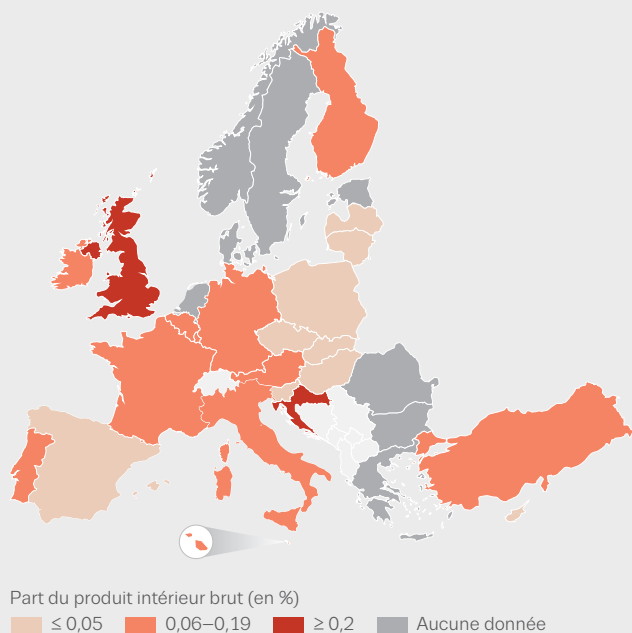 Part du produit intérieur brut (en %)
≤ 0,05 0,06–0,19 ≥ 0,2 Aucune donnée